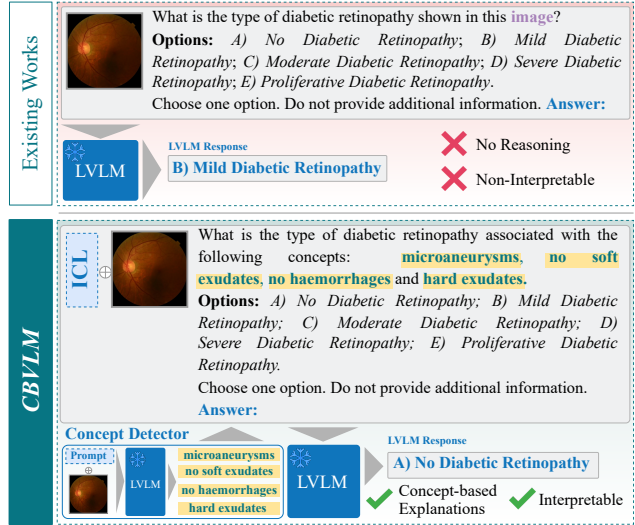 Existing Works
What is the type of diabetic retinopathy shown in this image?
Options: A) No Diabetic Retinopathy; B) Mild Diabetic
Retinopathy; C) Moderate Diabetic Retinopathy; D) Severe Diabetic
Retinopathy; E) Proliferative Diabetic Retinopathy.
Choose one option. Do not provide additional information. Answer:
LVLM
LVLM Response
B) Mild Diabetic Retinopathy
No Reasoning
Non-Interpretable
CBVLM
ICL
What is the type of diabetic retinopathy associated with the
following concepts: microaneurysms, no soft
exudates, no haemorrhages and hard exudates.
Options: A) No Diabetic Retinopathy; B) Mild Diabetic
Retinopathy; C) Moderate Diabetic Retinopathy; D)
Severe Diabetic Retinopathy; E) Proliferative Diabetic
Retinopathy.
Choose one option. Do not provide additional information.
Answer:
Concept Detector
Prompt
LVLM
microaneurysms
no soft exudates
no haemorrhages
hard exudates
LVLM
LVLM Response
A) No Diabetic Retinopathy
Concept-based
Explanations
Interpretable